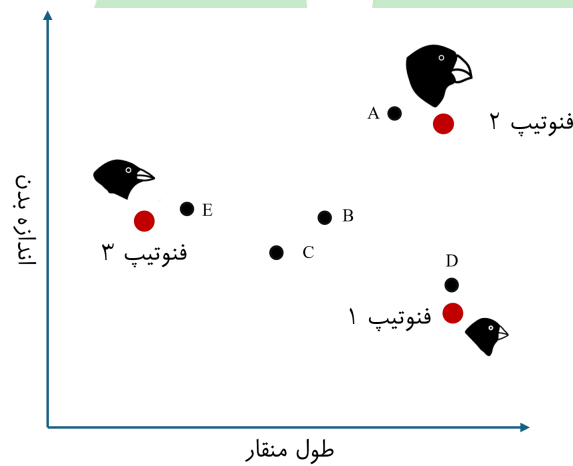 A
فنوتیپ ۲
E
B
فنوتیپ ۳
C
D
فنوتیپ ۱
اندازه بدن
طول منقار